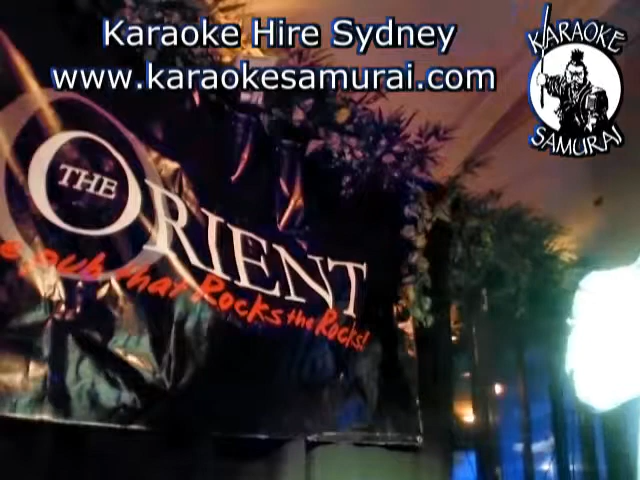 Karaoke Hire Sydney
www.karaokesamurai.com
KARAOKE
SAMURAI
THE
ORIENT
pub that Rocks the Rocks!